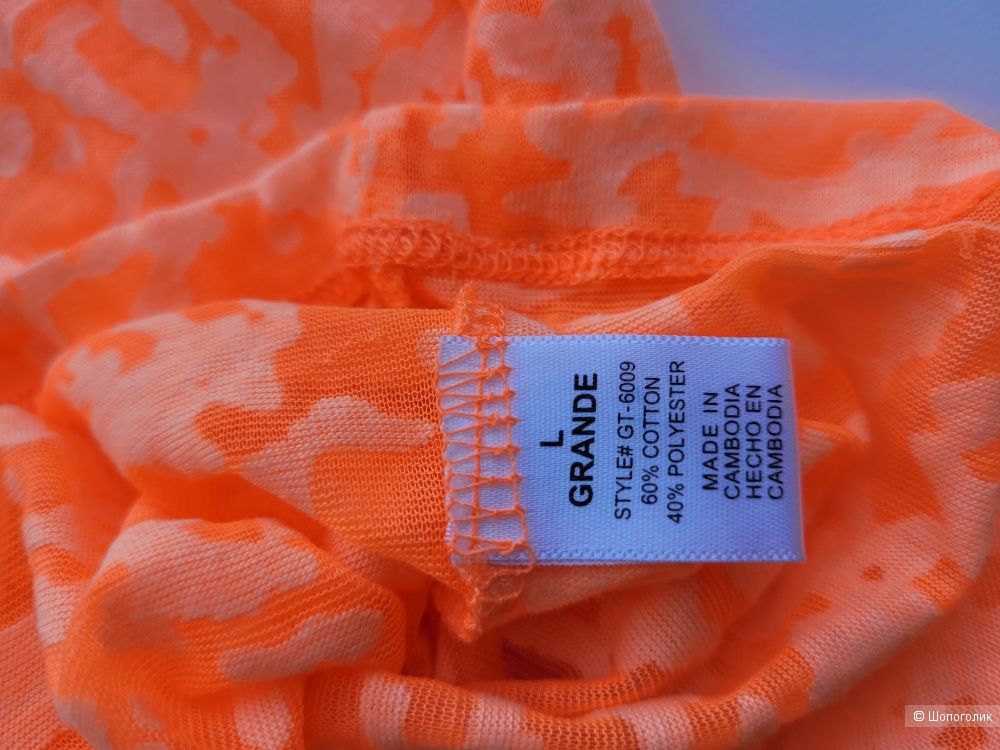 L
GRANDE
STYLE# GT-6009
60% COTTON
40% POLYESTER
MADE IN
CAMBODIA
HECHO EN
CAMBODIA
© Шопоголик